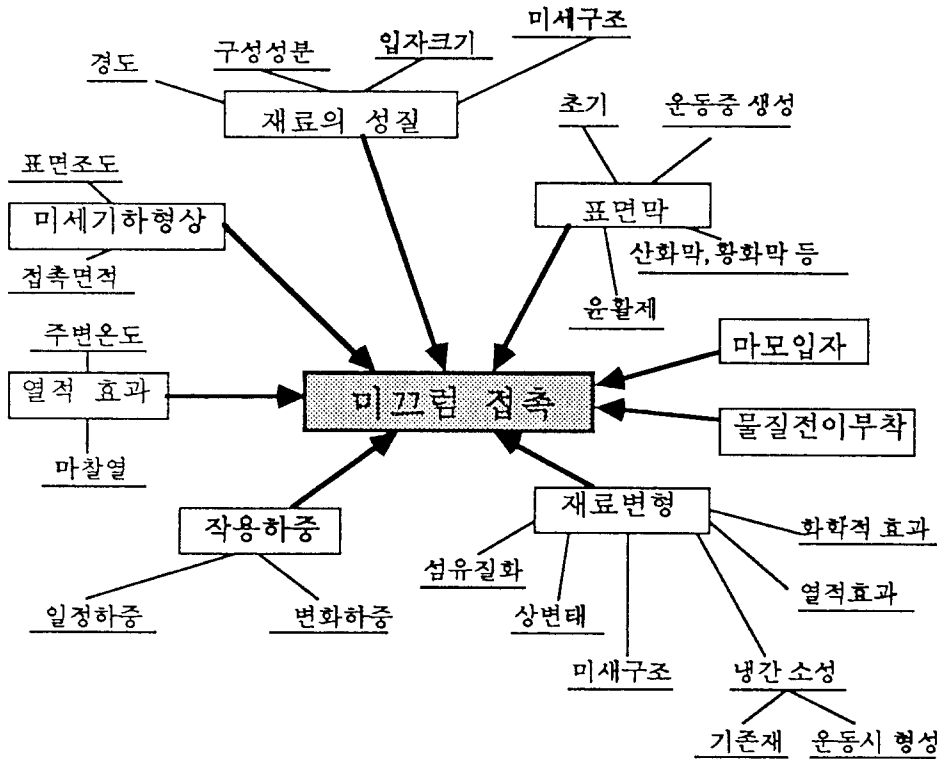 미세구조
입자크기
구성성분
경도
재료의 성질
초기
운동중 생성
표면조도
미세기하형상
표면막
접촉면적
산화막, 황화막 등
윤활제
주변온도
마모입자
열적 효과
미끄럼 접촉
물질전이부착
마찰열
재료변형
작용하중
화학적 효과
섬유질화
열적효과
일정하중
변화하중
상변태
미새구조
냉간 소성
기존재
운동시 형성